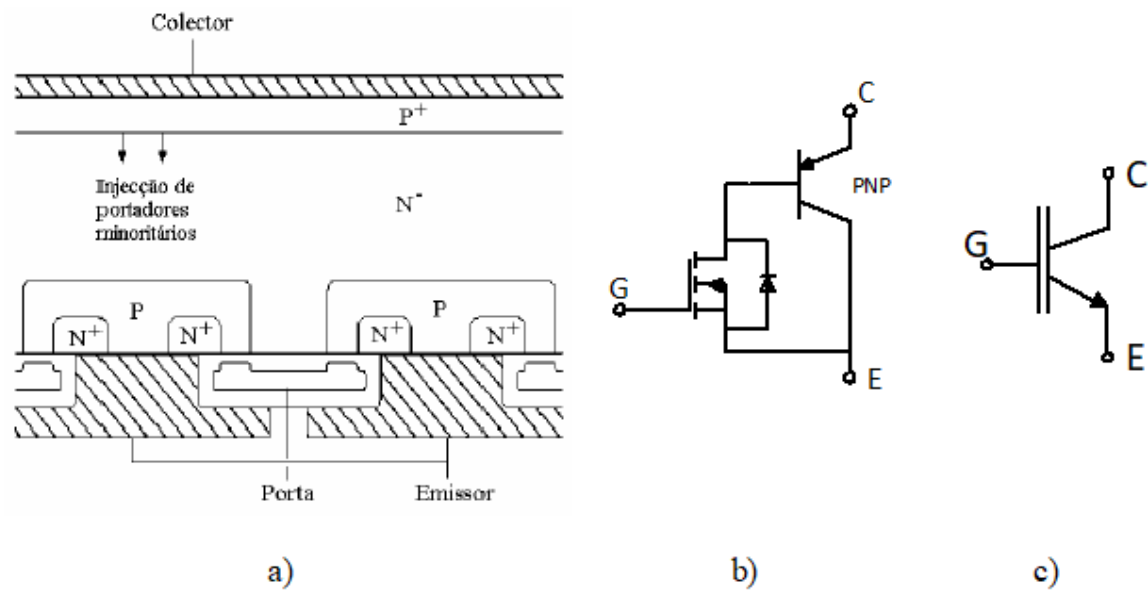 Colector
P+
Injecção de
portadores
minoritários
N-
P
P
N+
N+
N+
N+
Porta
Emissor
a)
C
PNP
G
E
b)
C
G
E
c)